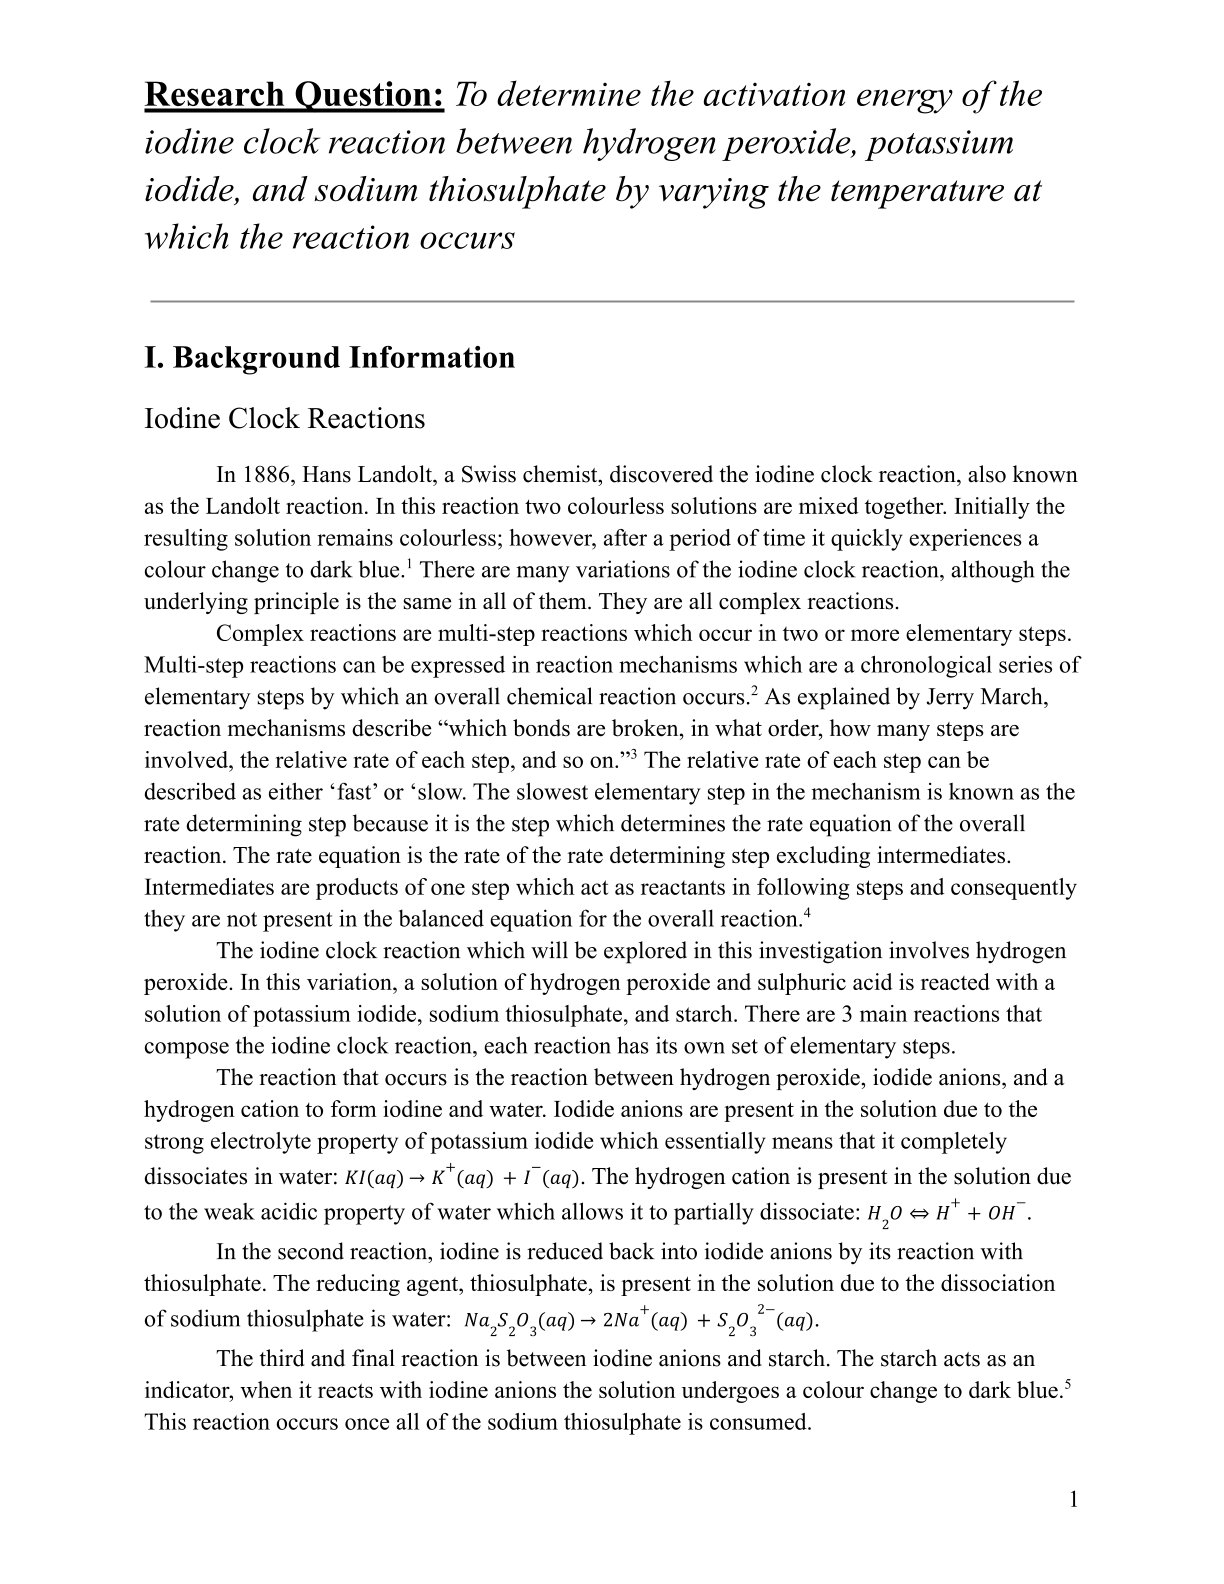 Research Question: To determine the activation energy of the
iodine clock reaction between hydrogen peroxide, potassium
iodide, and sodium thiosulphate by varying the temperature at
which the reaction occurs
I. Background Information
Iodine Clock Reactions
In 1886, Hans Landolt, a Swiss chemist, discovered the iodine clock reaction, also known
as the Landolt reaction. In this reaction two colourless solutions are mixed together. Initially the
resulting solution remains colourless; however, after a period of time it quickly experiences a
colour change to dark blue.¹ There are many variations of the iodine clock reaction, although the
underlying principle is the same in all of them. They are all complex reactions.
Complex reactions are multi-step reactions which occur in two or more elementary steps.
Multi-step reactions can be expressed in reaction mechanisms which are a chronological series of
elementary steps by which an overall chemical reaction occurs.² As explained by Jerry March,
reaction mechanisms describe “which bonds are broken, in what order, how many steps are
involved, the relative rate of each step, and so on.”³ The relative rate of each step can be
described as either ‘fast’ or ‘slow. The slowest elementary step in the mechanism is known as the
rate determining step because it is the step which determines the rate equation of the overall
reaction. The rate equation is the rate of the rate determining step excluding intermediates.
Intermediates are products of one step which act as reactants in following steps and consequently
they are not present in the balanced equation for the overall reaction.⁴
The iodine clock reaction which will be explored in this investigation involves hydrogen
peroxide. In this variation, a solution of hydrogen peroxide and sulphuric acid is reacted with a
solution of potassium iodide, sodium thiosulphate, and starch. There are 3 main reactions that
compose the iodine clock reaction, each reaction has its own set of elementary steps.
The reaction that occurs is the reaction between hydrogen peroxide, iodide anions, and a
hydrogen cation to form iodine and water. Iodide anions are present in the solution due to the
strong electrolyte property of potassium iodide which essentially means that it completely
dissociates in water: KI(aq) → K⁺(aq) + I⁻(aq). The hydrogen cation is present in the solution due
to the weak acidic property of water which allows it to partially dissociate: H₂O ⇔ H⁺ + OH⁻.
In the second reaction, iodine is reduced back into iodide anions by its reaction with
thiosulphate. The reducing agent, thiosulphate, is present in the solution due to the dissociation
of sodium thiosulphate is water: Na₂S₂O₃(aq) → 2Na⁺(aq) + S₂O₃²⁻(aq).
The third and final reaction is between iodine anions and starch. The starch acts as an
indicator, when it reacts with iodine anions the solution undergoes a colour change to dark blue.⁵
This reaction occurs once all of the sodium thiosulphate is consumed.
1